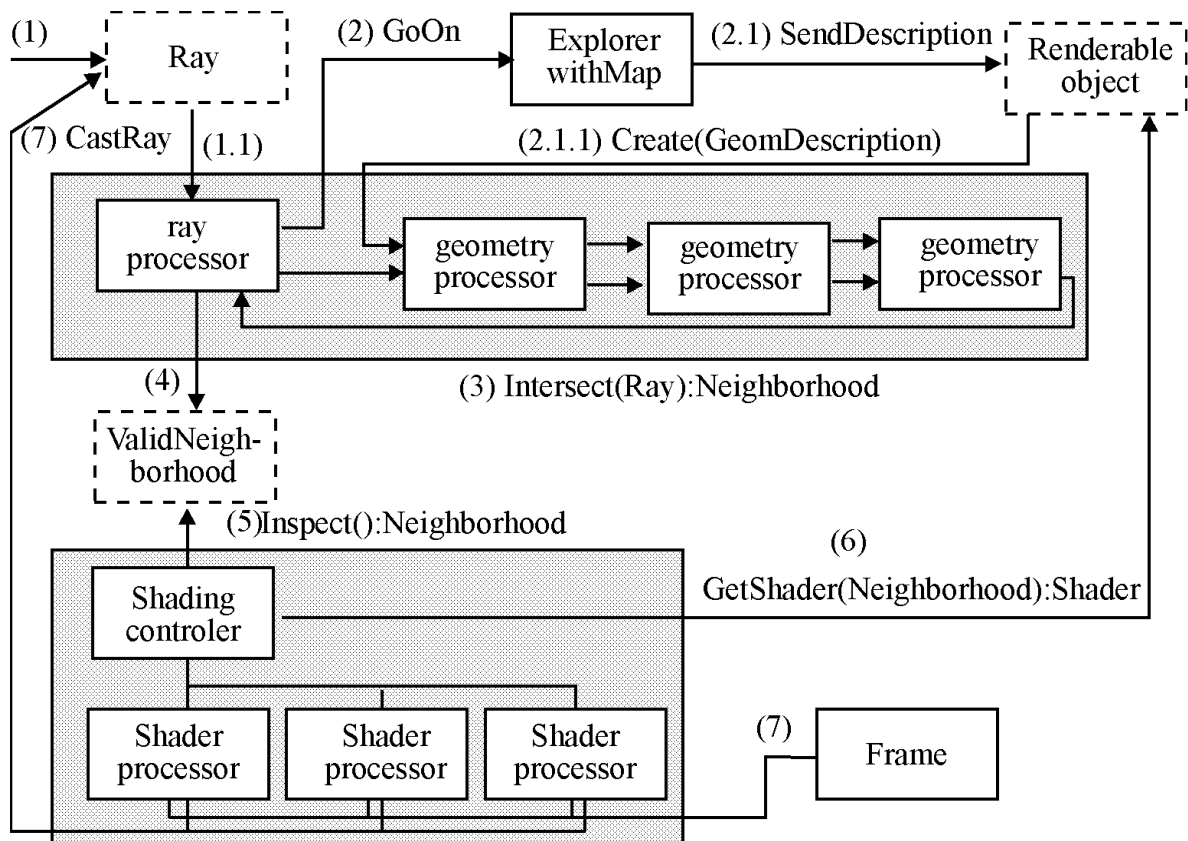 (1)
Ray
(2) GoOn
Explorer
withMap
(2.1) SendDescription
Renderable
object
(7) CastRay
(1.1)
(2.1.1) Create(GeomDescription)
ray
processor
geometry
processor
geometry
processor
geometry
processor
(4)
(3) Intersect(Ray):Neighborhood
ValidNeigh-
borhood
(5)Inspect():Neighborhood
(6)
GetShader(Neighborhood):Shader
Shading
controler
Shader
processor
Shader
processor
Shader
processor
(7)
Frame